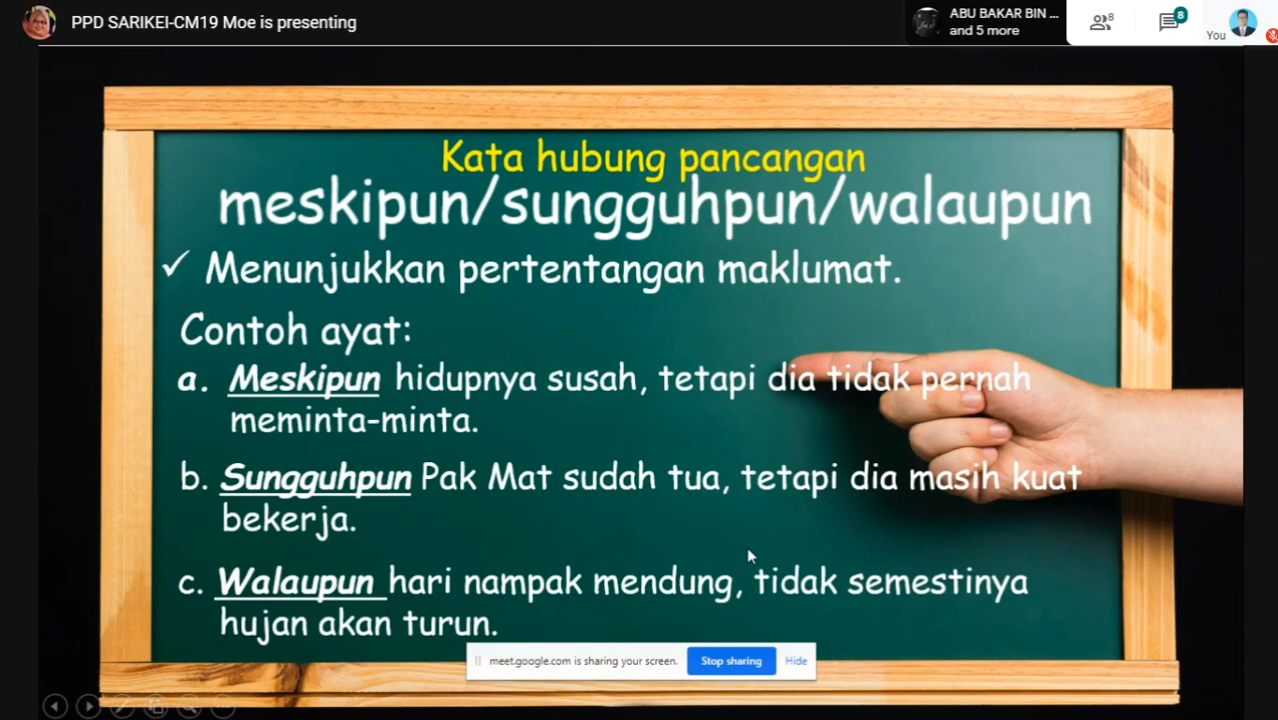 PPD SARIKEI-CM19 Moe is presenting
ABU BAKAR BIN ...
and 5 more
8
8
You
Kata hubung pancangan
meskipun/sungguhpun/walaupun
✓ Menunjukkan pertentangan maklumat.
Contoh ayat:
a. Meskipun hidupnya susah, tetapi dia tidak pernah
meminta-minta.
b. Sungguhpun Pak Mat sudah tua, tetapi dia masih kuat
bekerja.
c. Walaupun hari nampak mendung, tidak semestinya
hujan akan turun.
meet.google.com is sharing your screen. Stop sharing Hide